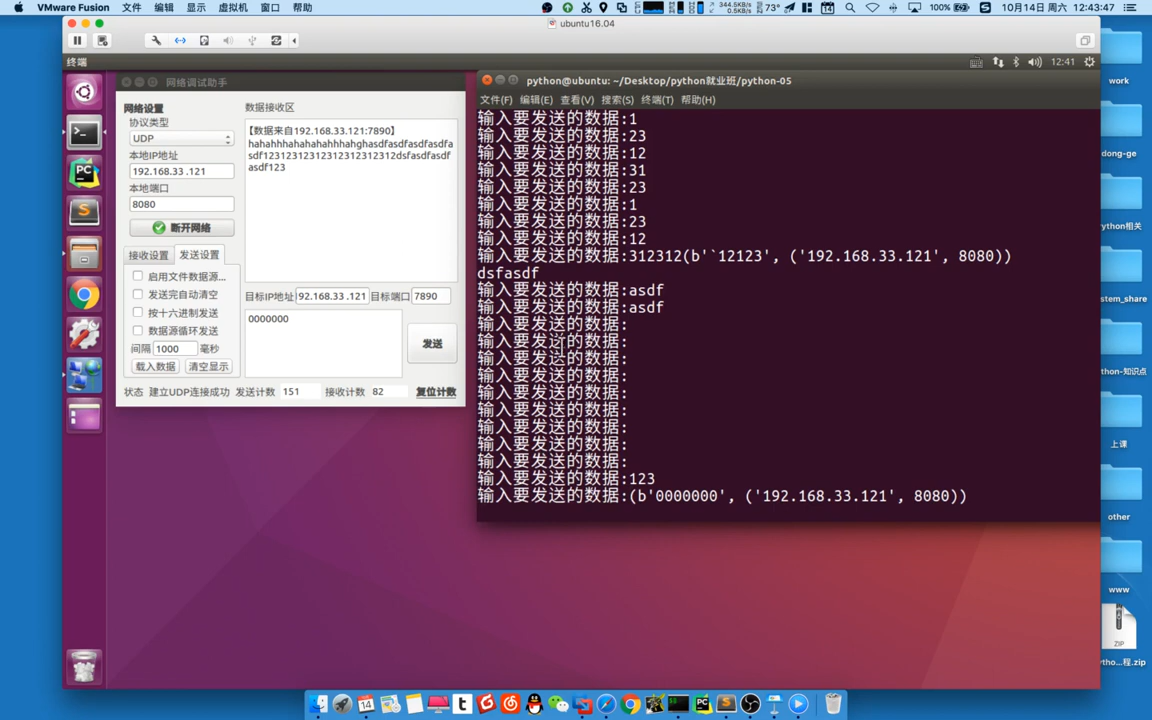 VMware Fusion 文件 编辑 显示 虚拟机 窗口 帮助 344.5KB/s 0.5KB/s 73° 14 100% 10月14日 周六 12:43:47
ubuntu16.04
终端 12:41
网络调试助手
网络设置
协议类型
UDP
本地IP地址
192.168.33 .121
本地端口
8080
断开网络
接收设置 发送设置
启用文件数据源...
发送完自动清空
按十六进制发送
数据源循环发送
间隔 1000 毫秒
载入数据 清空显示
数据接收区
【数据来自192.168.33.121:7890】
hahahhhahahahahhhahghasdfasdfasdfasdfa
sdf12312312312312312312312dsfasdfasdf
asdf123
目标IP地址 92.168.33 .121 目标端口 7890
0000000
发送
状态 建立UDP连接成功 发送计数 151 接收计数 82 复位计数
python@ubuntu: ~/Desktop/python就业班/python-05
文件(F) 编辑(E) 查看(V) 搜索(S) 终端(T) 帮助(H)
输入要发送的数据:1
输入要发送的数据:23
输入要发送的数据:12
输入要发送的数据:31
输入要发送的数据:23
输入要发送的数据:1
输入要发送的数据:23
输入要发送的数据:12
输入要发送的数据:312312(b'`12123', ('192.168.33.121', 8080))
dsfasdf
输入要发送的数据:asdf
输入要发送的数据:asdf
输入要发送的数据:
输入要发送的数据:
输入要发送的数据:
输入要发送的数据:
输入要发送的数据:
输入要发送的数据:
输入要发送的数据:
输入要发送的数据:
输入要发送的数据:
输入要发送的数据:123
输入要发送的数据:(b'0000000', ('192.168.33.121', 8080))
work
dong-ge
ython相关
stem_share
thon-知识点
上课
other
www
ZIP
ytho...程.zip